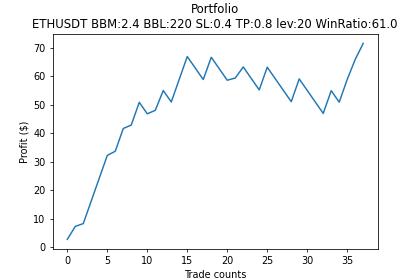 Portfolio
ETHUSDT BBM:2.4 BBL:220 SL:0.4 TP:0.8 lev:20 WinRatio:61.0
70
60
50
40
30
20
10
0
Profit ($)
0 5 10 15 20 25 30 35
Trade counts